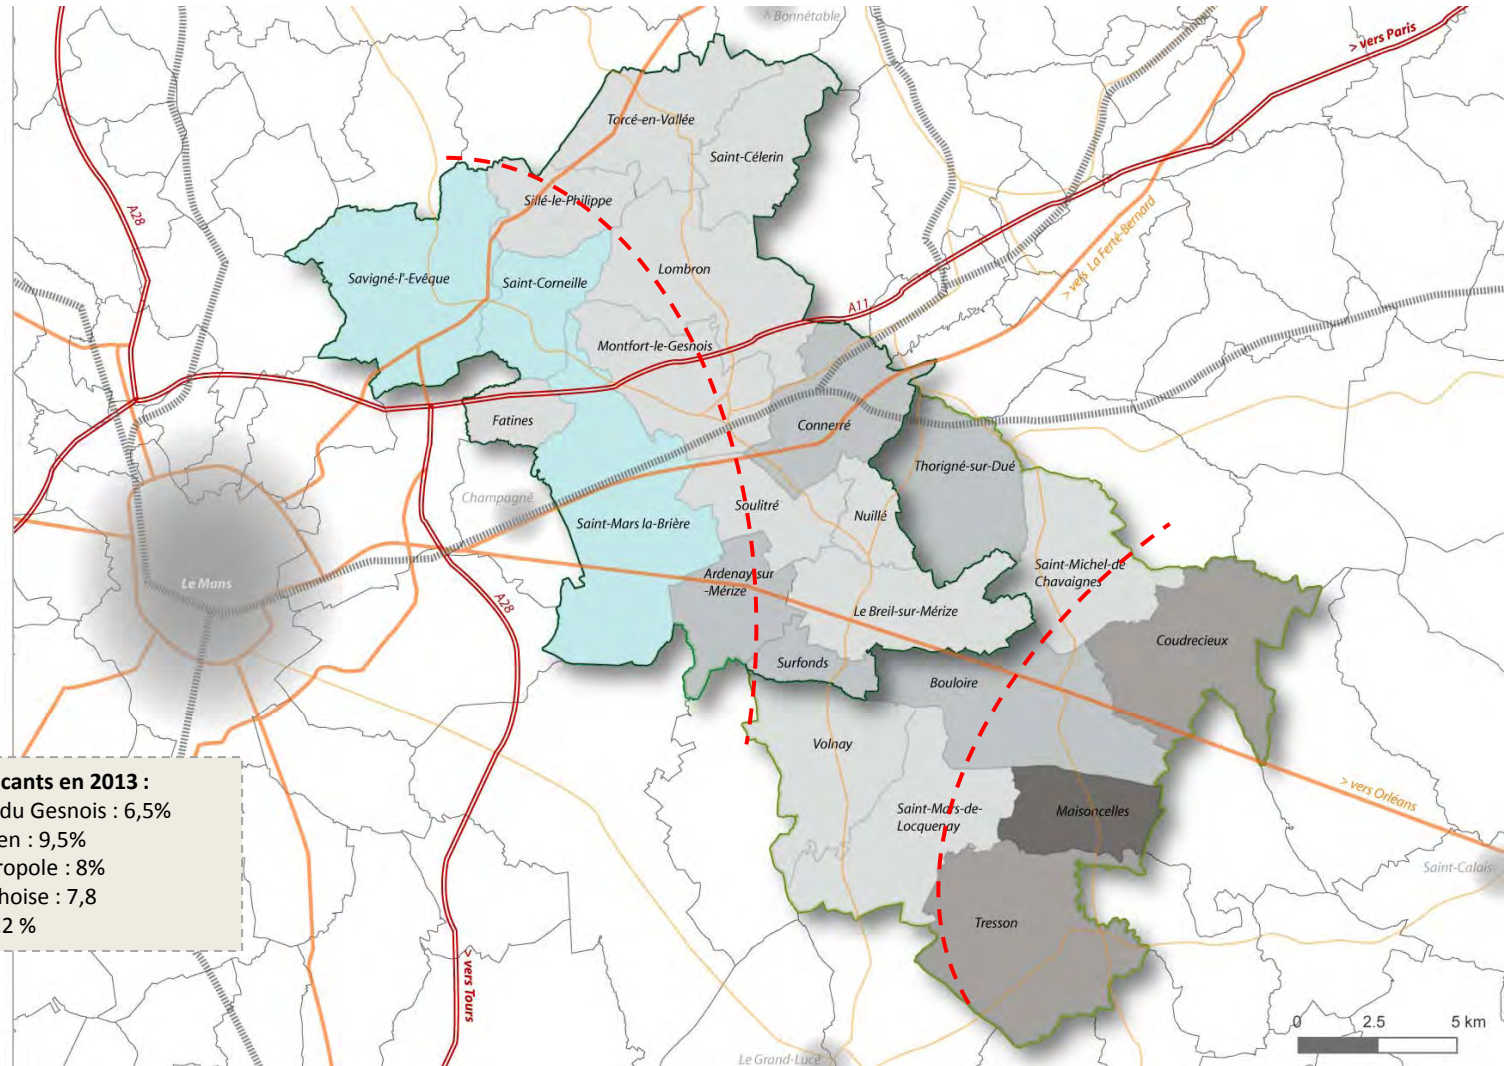 ^ Bonnétable
> vers Paris
Torcé-en-Vallée
Saint-Célerin
A28
Sillé-le-Philippe
> vers La Ferté-Bernard
Savigné-l'-Evêque
Saint-Corneille
Lombron
A11
Montfort-le-Gesnois
Fatines
Connerré
Thorigné-sur-Dué
Champagné
Soulitré
Nuillé
Saint-Mars la-Brière
Le Mans
Ardenay-sur
-Mérize
Saint-Michel-de
Chavaignes
A28
Le Breil-sur-Mérize
Coudrecieux
Surfonds
Bouloire
Volnay
> vers Orléans
cants en 2013 :
du Gesnois : 6,5%
en : 9,5%
ropole : 8%
hoise : 7,8
2 %
Saint-Mars-de-
Locquenay
Maisoncelles
Saint-Calais
Tresson
> vers Tours
0 2.5 5 km
Le Grand-Lucé